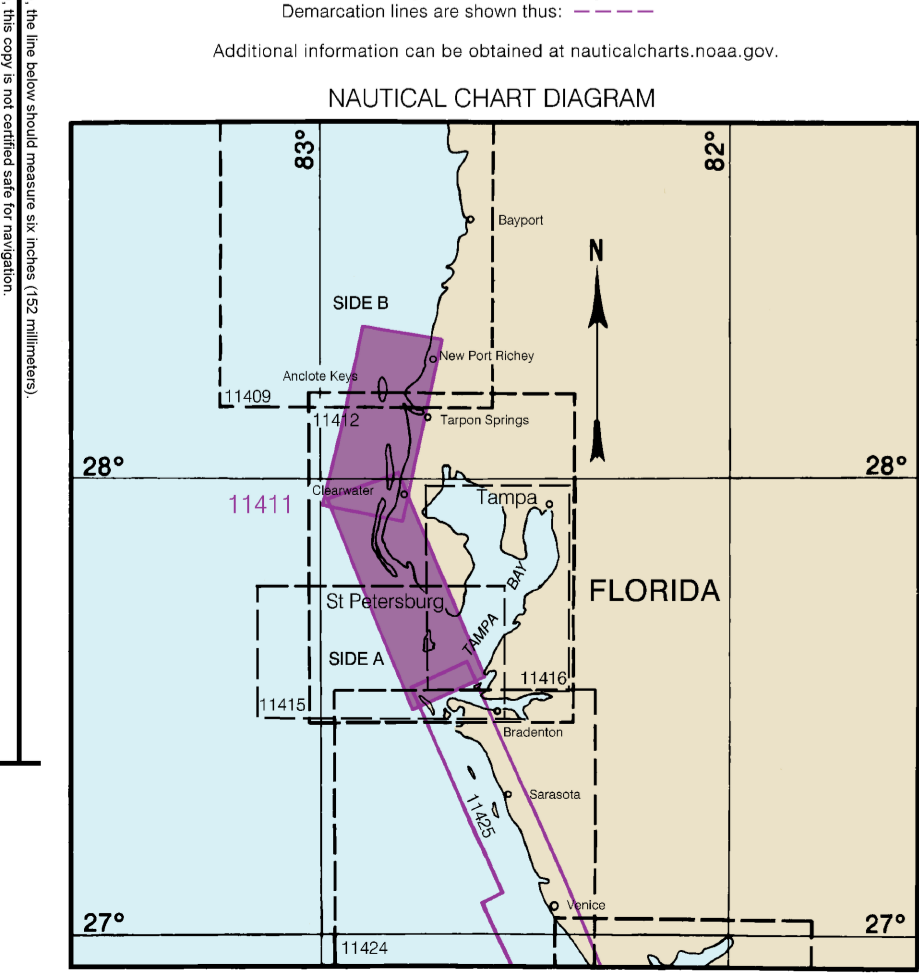 Demarcation lines are shown thus:
Additional information can be obtained at nauticalcharts.noaa.gov.
, the line below should measure six inches (152 millimeters).
, this copy is not certified safe for navigation.
NAUTICAL CHART DIAGRAM
83°
82°
Bayport
N
SIDE B
New Port Richey
Anclote Keys
11409
11412
Tarpon Springs
28°
28°
Clearwater
11411
Tampa
FLORIDA
St Petersburg
TAMPA BAY
SIDE A
11416
11415
Bradenton
Sarasota
11425
Venice
27°
27°
11424